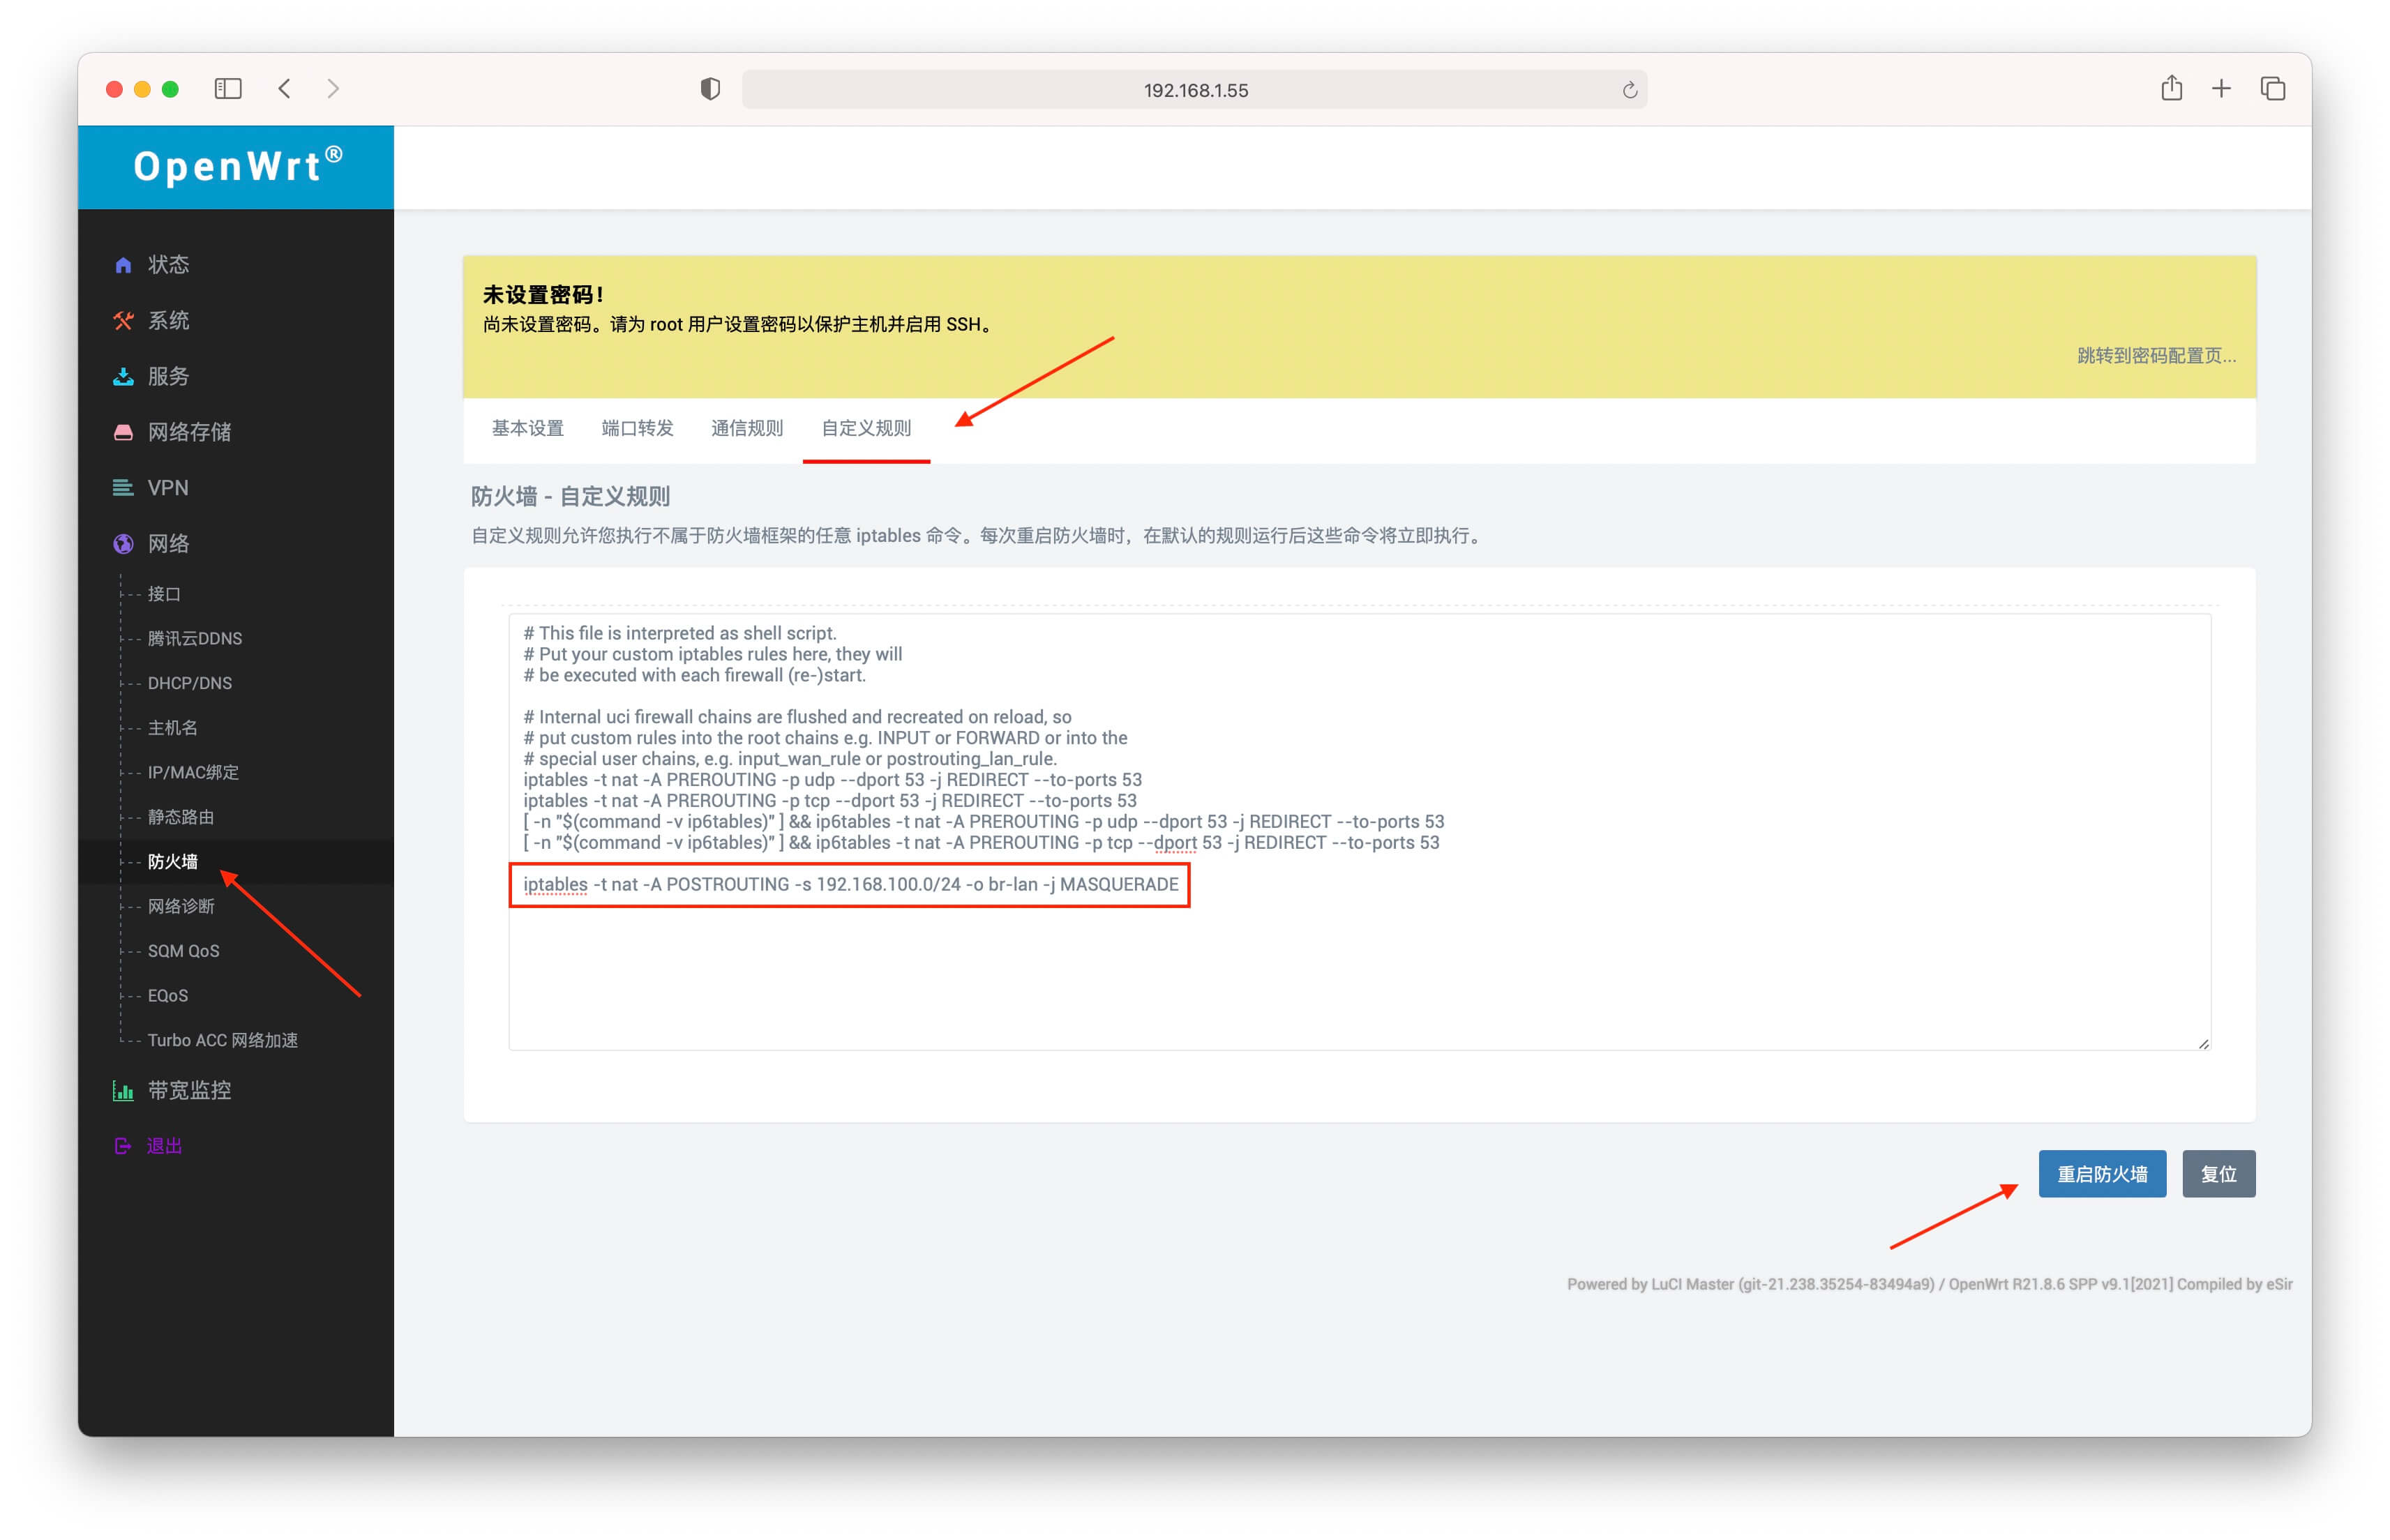 192.168.1.55
OpenWrt®
状态
系统
服务
网络存储
VPN
网络
接口
腾讯云DDNS
DHCP/DNS
主机名
IP/MAC绑定
静态路由
防火墙
网络诊断
SQM QoS
EQoS
Turbo ACC 网络加速
带宽监控
退出
未设置密码!
尚未设置密码。请为 root 用户设置密码以保护主机并启用 SSH。
跳转到密码配置页...
基本设置 端口转发 通信规则 自定义规则
防火墙 - 自定义规则
自定义规则允许您执行不属于防火墙框架的任意 iptables 命令。每次重启防火墙时，在默认的规则运行后这些命令将立即执行。
# This file is interpreted as shell script.
# Put your custom iptables rules here, they will
# be executed with each firewall (re-)start.
# Internal uci firewall chains are flushed and recreated on reload, so
# put custom rules into the root chains e.g. INPUT or FORWARD or into the
# special user chains, e.g. input_wan_rule or postrouting_lan_rule.
iptables -t nat -A PREROUTING -p udp --dport 53 -j REDIRECT --to-ports 53
iptables -t nat -A PREROUTING -p tcp --dport 53 -j REDIRECT --to-ports 53
[ -n "$(command -v ip6tables)" ] && ip6tables -t nat -A PREROUTING -p udp --dport 53 -j REDIRECT --to-ports 53
[ -n "$(command -v ip6tables)" ] && ip6tables -t nat -A PREROUTING -p tcp --dport 53 -j REDIRECT --to-ports 53
iptables -t nat -A POSTROUTING -s 192.168.100.0/24 -o br-lan -j MASQUERADE
重启防火墙 复位
Powered by LuCI Master (git-21.238.35254-83494a9) / OpenWrt R21.8.6 SPP v9.1[2021] Compiled by eSir